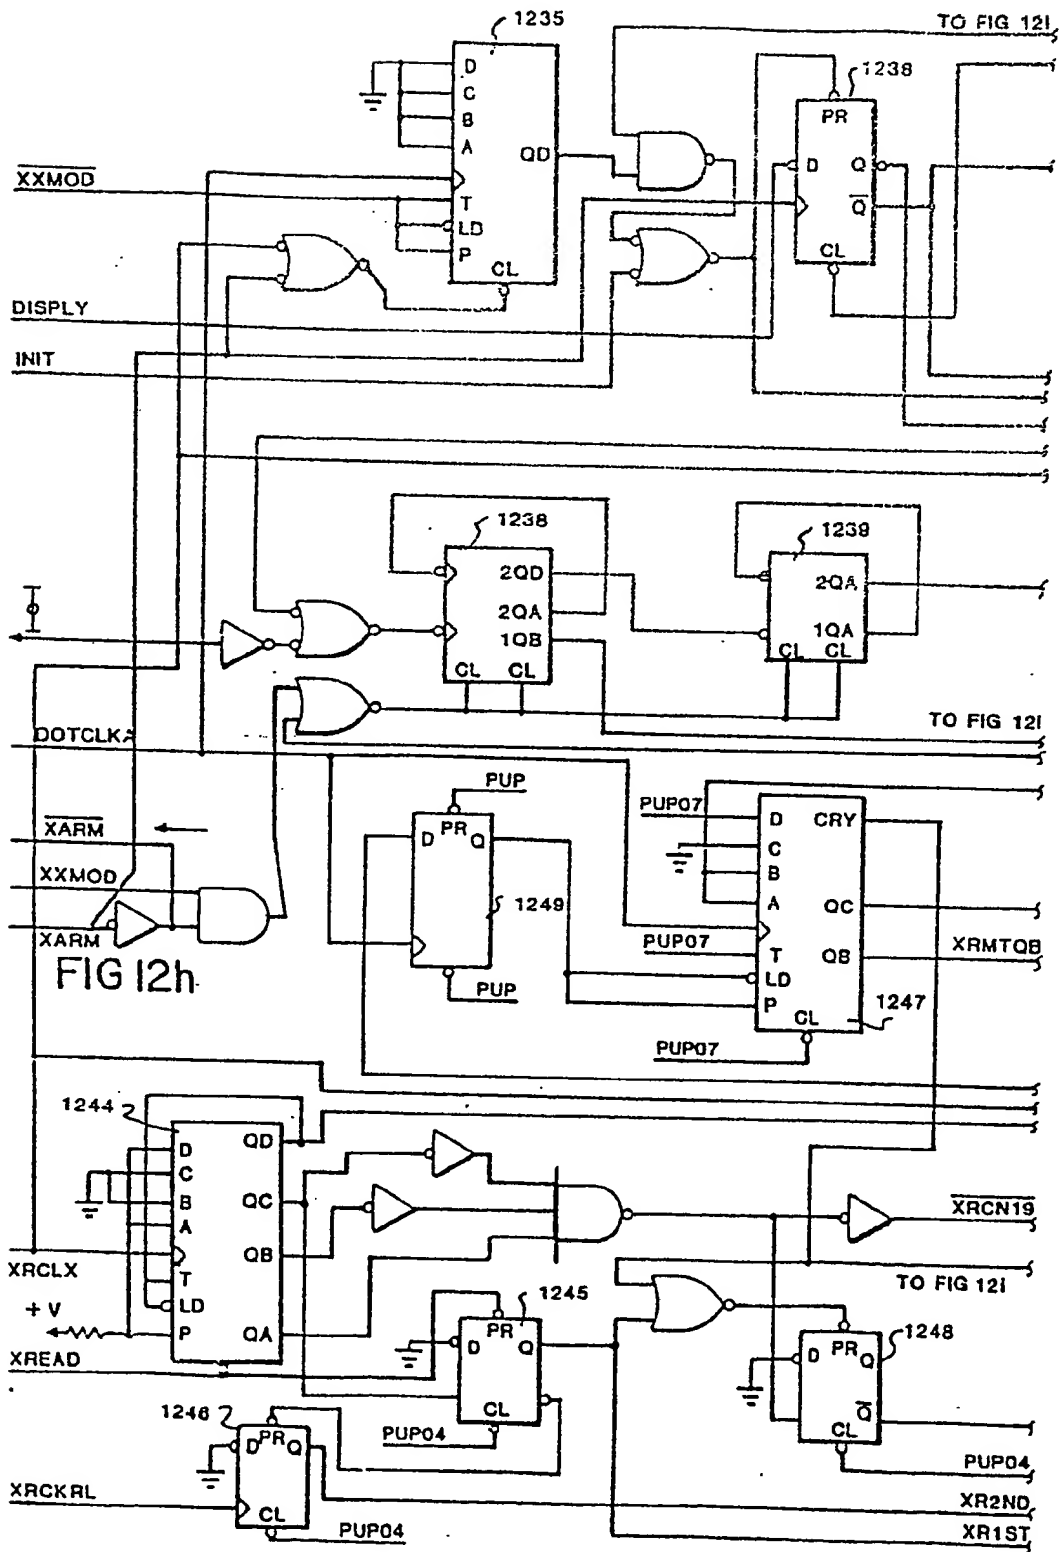 1235
TO FIG 12I
1238
D
C
B
A
QD
PR
D
Q
Q
CL
XXMOD
T
LD
P
CL
DISPLY
INIT
1238
2QD
2QA
1QB
CL CL
1239
2QA
1QA
CL CL
Φ
TO FIG 12I
DOTCLKA
PUP
PR
D
Q
1249
PUP
PUP07
D
C
B
A
CRY
QC
QB
XRMTQB
PUP07
T
LD
P
CL
1247
PUP07
XARM
XXMOD
XARM
FIG 12h
1244
D
C
B
A
QD
QC
QB
QA
T
LD
P
XRCLX
+ V
XREAD
XRCN19
TO FIG 12I
1245
PR
D
Q
CL
PUP04
1248
PR
D
Q
Q
CL
PUP04
1246
PR
D
Q
CL
PUP04
XRCKRL
XR2ND
XR1ST